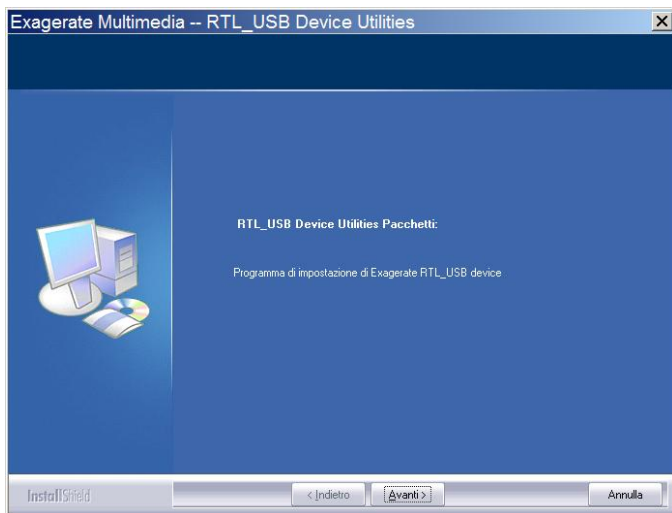 Exagerate Multimedia -- RTL_USB Device Utilities
RTL_USB Device Utilities Pacchetti:
Programma di impostazione di Exagerate RTL_USB device
InstallShield
< Indietro
Avanti >
Annulla